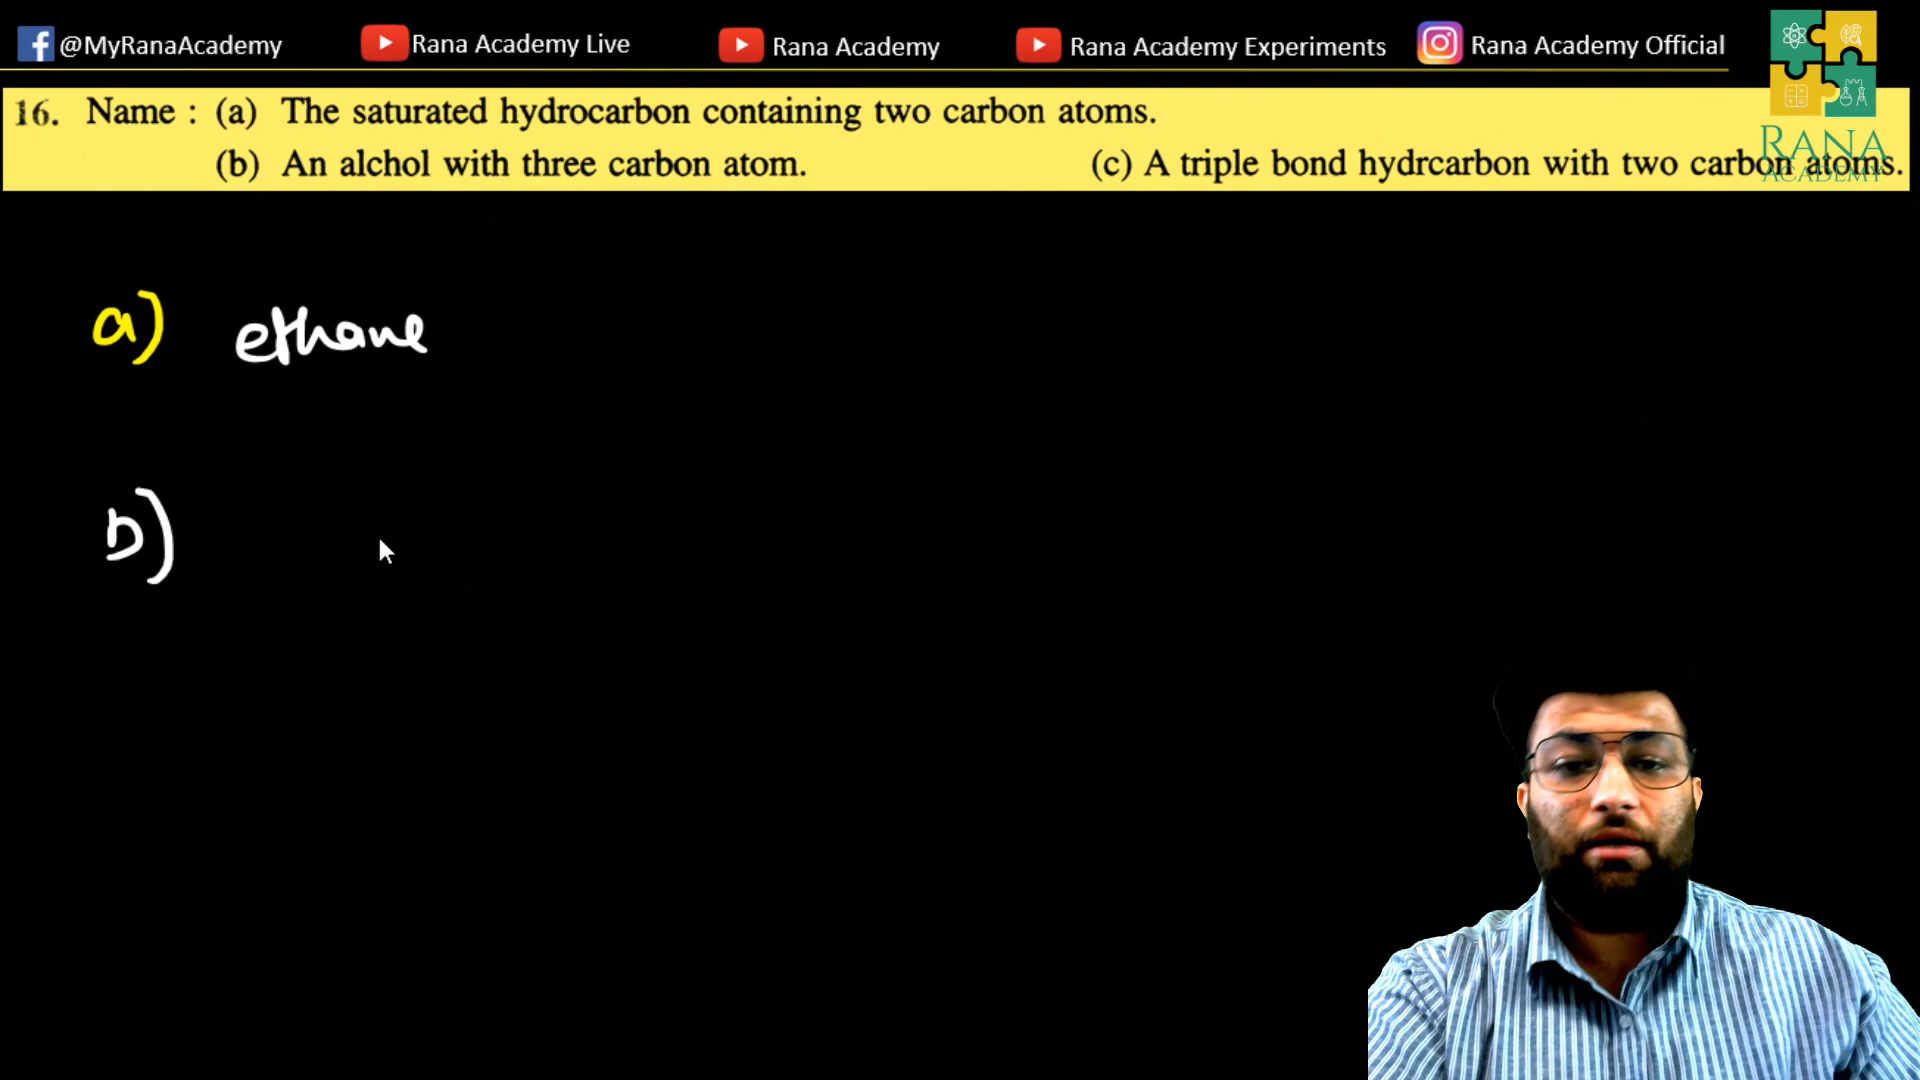 @MyRanaAcademy Rana Academy Live Rana Academy Rana Academy Experiments Rana Academy Official
16. Name : (a) The saturated hydrocarbon containing two carbon atoms.
(b) An alchol with three carbon atom. (c) A triple bond hydrcarbon with two carbon atoms.
RANA
ACADEMY
a) ethane
b)